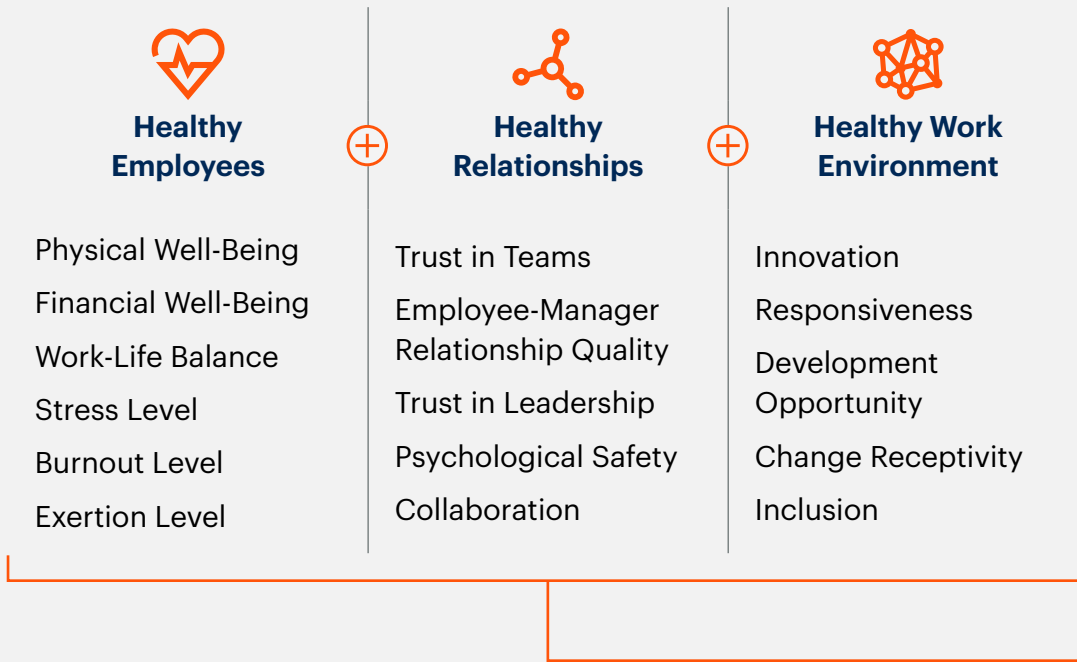 Healthy
Employees
Physical Well-Being
Financial Well-Being
Work-Life Balance
Stress Level
Burnout Level
Exertion Level
Healthy
Relationships
Trust in Teams
Employee-Manager
Relationship Quality
Trust in Leadership
Psychological Safety
Collaboration
Healthy Work
Environment
Innovation
Responsiveness
Development
Opportunity
Change Receptivity
Inclusion